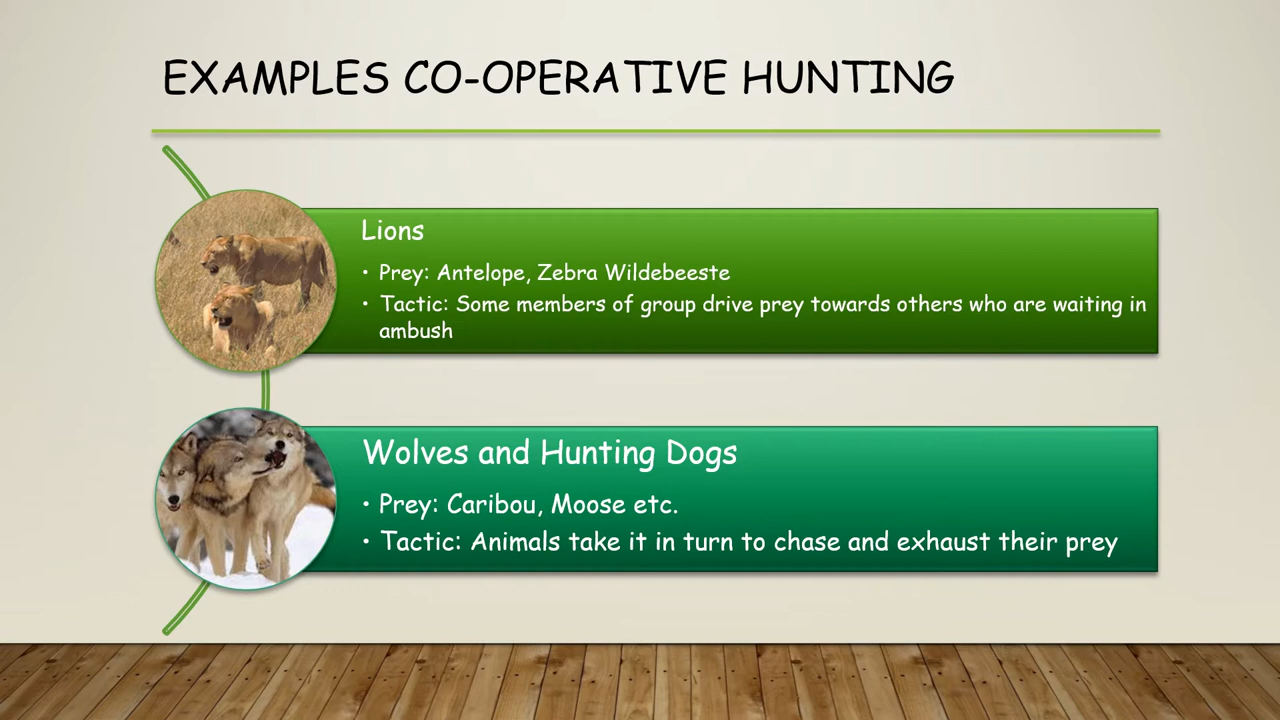 EXAMPLES CO-OPERATIVE HUNTING
Lions
• Prey: Antelope, Zebra Wildebeeste
• Tactic: Some members of group drive prey towards others who are waiting in
ambush
Wolves and Hunting Dogs
• Prey: Caribou, Moose etc.
• Tactic: Animals take it in turn to chase and exhaust their prey